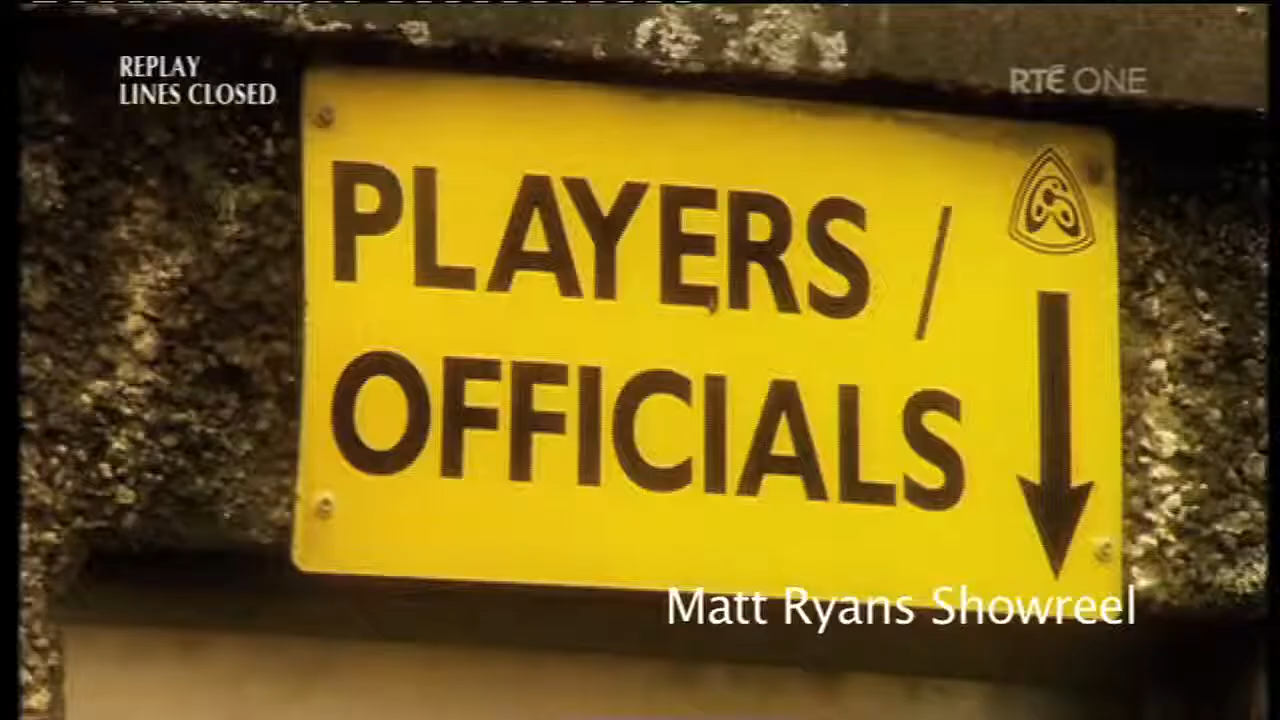 REPLAY
LINES CLOSED
RTÉ ONE
PLAYERS /
OFFICIALS
Matt Ryans Showreel